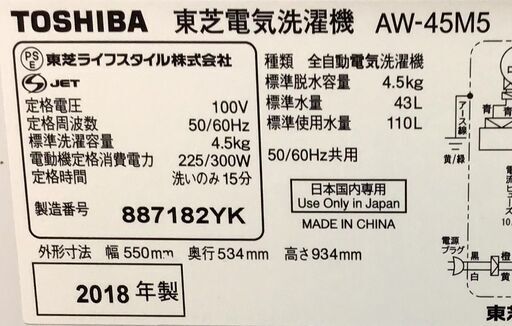 TOSHIBA 東芝電気洗濯機 AW-45M5
PSE 東芝ライフスタイル株式会社
S JET
定格電圧 100V
定格周波数 50/60Hz
標準洗濯容量 4.5kg
電動機定格消費電力 225/300W
定格時間 洗いのみ15分
製造番号 887182YK
種類 全自動電気洗濯機
標準脱水容量 4.5kg
標準水量 43L
標準使用水量 110L
50/60Hz共用
日本国内専用
Use Only in Japan
MADE IN CHINA
外形寸法 幅550mm 奥行534mm 高さ934mm
2018年製
アース線
黄/緑
青
青
電源
プラグ
黒
白
橙
黄